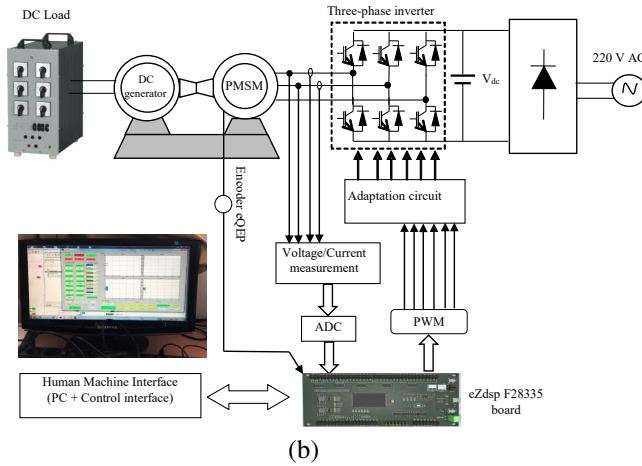 DC Load
Three-phase inverter
220 V AC
DC
generator
PMSM
Vdc
Encoder eQEP
Adaptation circuit
Voltage/Current
measurement
ADC
PWM
Human Machine Interface
(PC + Control interface)
eZdsp F28335
board
(b)